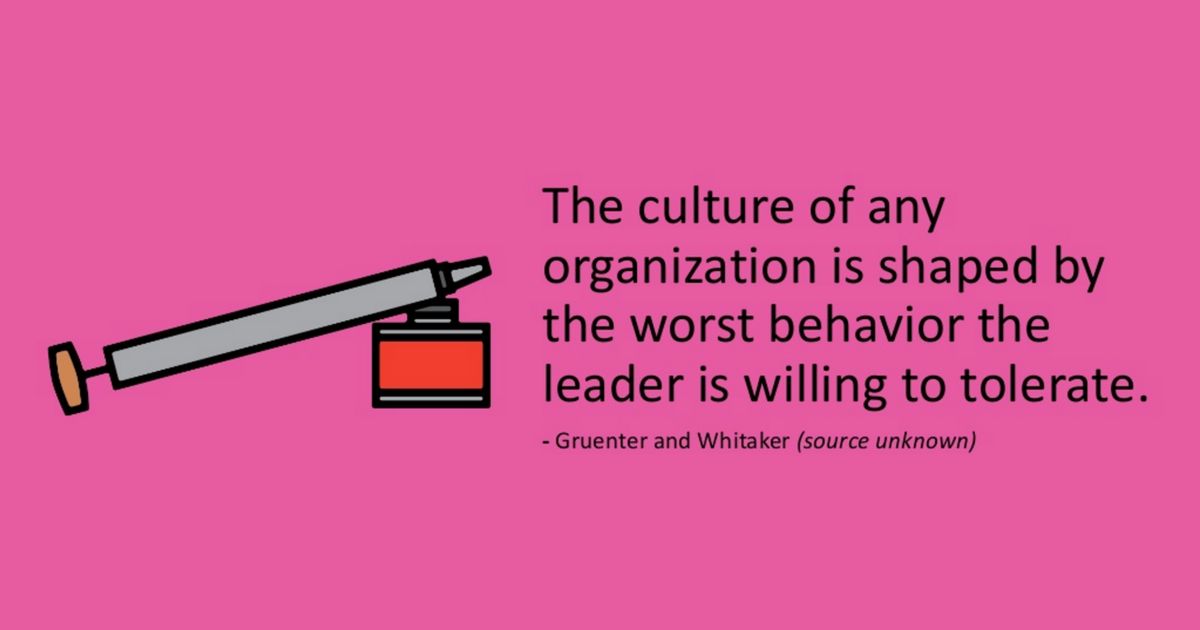 The culture of any
organization is shaped by
the worst behavior the
leader is willing to tolerate.
- Gruenter and Whitaker (source unknown)